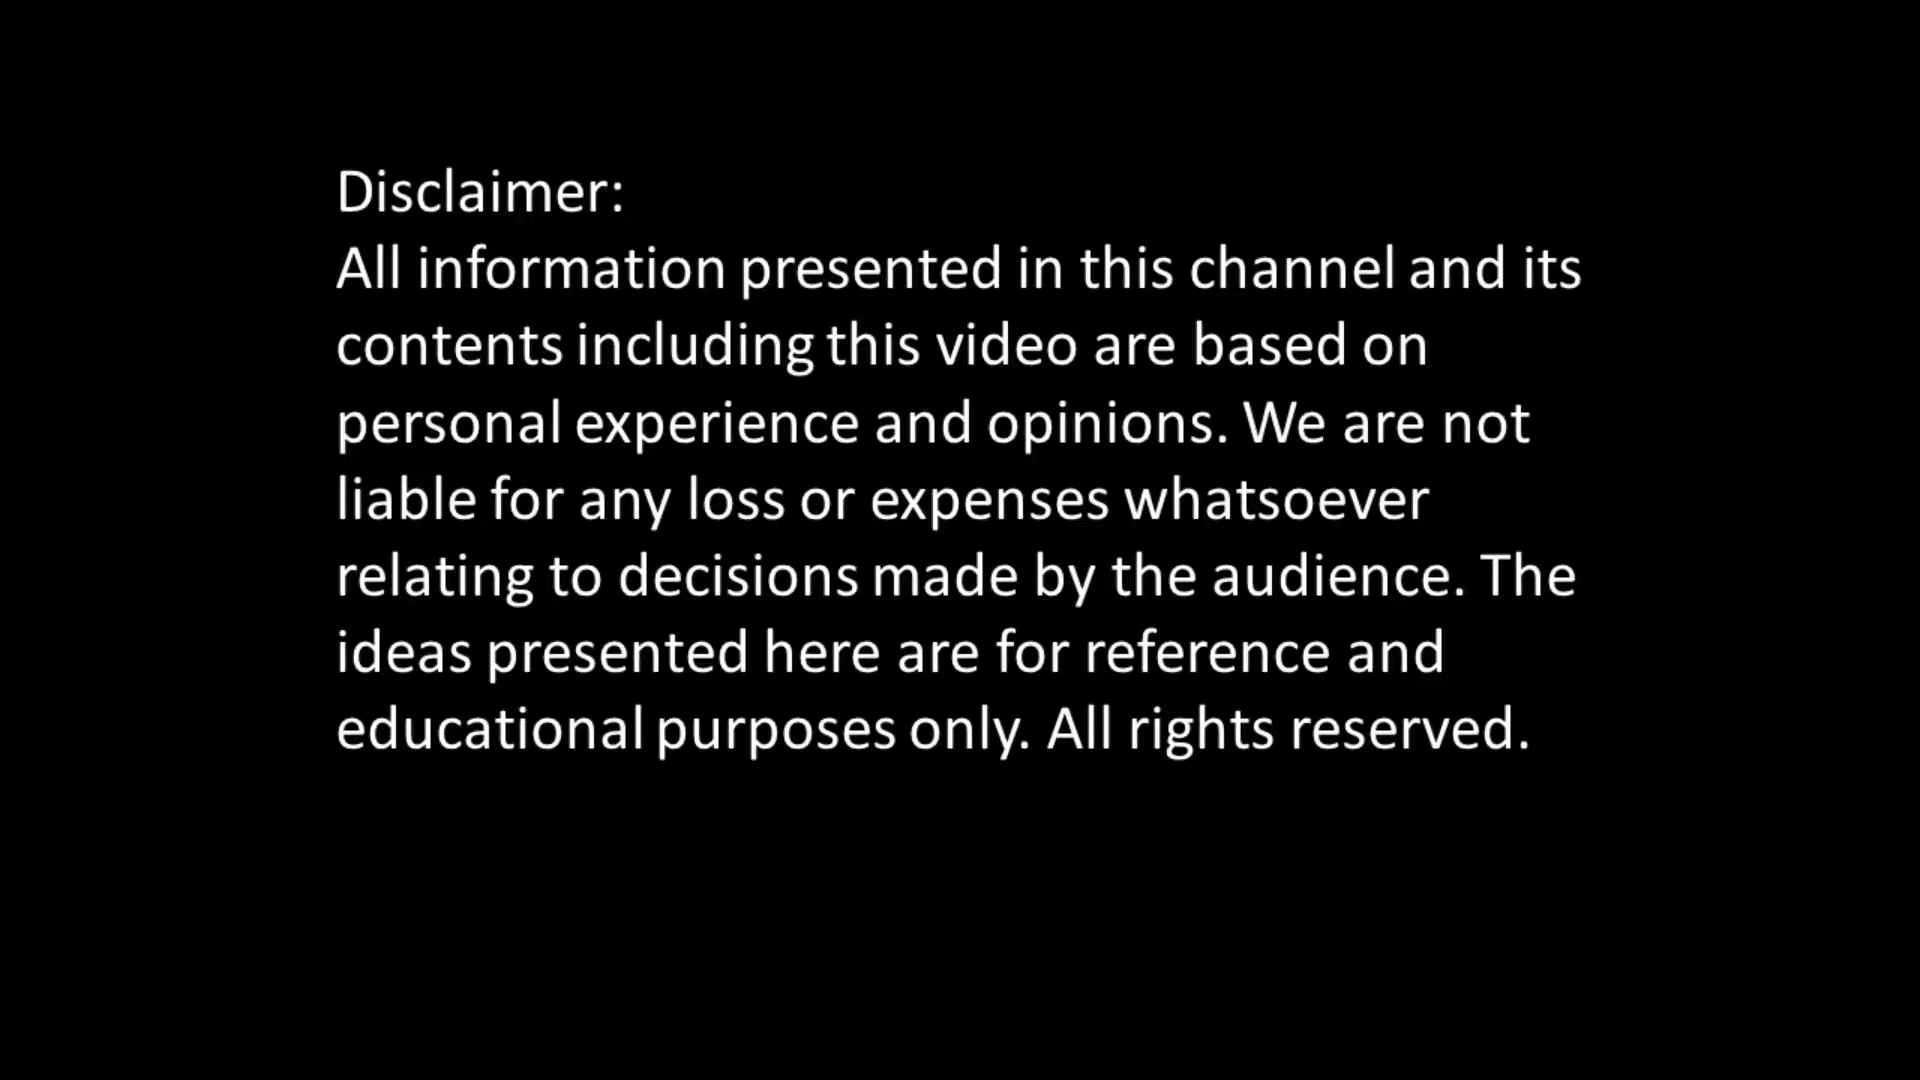 Disclaimer:
All information presented in this channel and its
contents including this video are based on
personal experience and opinions. We are not
liable for any loss or expenses whatsoever
relating to decisions made by the audience. The
ideas presented here are for reference and
educational purposes only. All rights reserved.